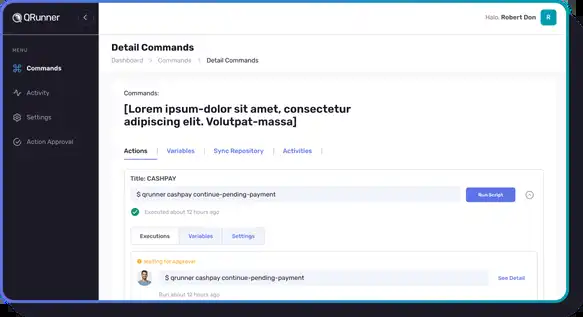 QRunner
Halo, Robert Don
R
MENU
Commands
Activity
Settings
Action Approval
Detail Commands
Dashboard > Commands > Detail Commands
Commands:
[Lorem ipsum-dolor sit amet, consectetur
adipiscing elit. Volutpat-massa]
Actions | Variables | Sync Repository | Activities |
Title: CASHPAY
$ qrunner cashpay continue-pending-payment
Run Script
Executed about 12 hours ago
Executions Variables Settings
Waiting for approval
$ qrunner cashpay continue-pending-payment
See Detail
Run about 12 hours ago